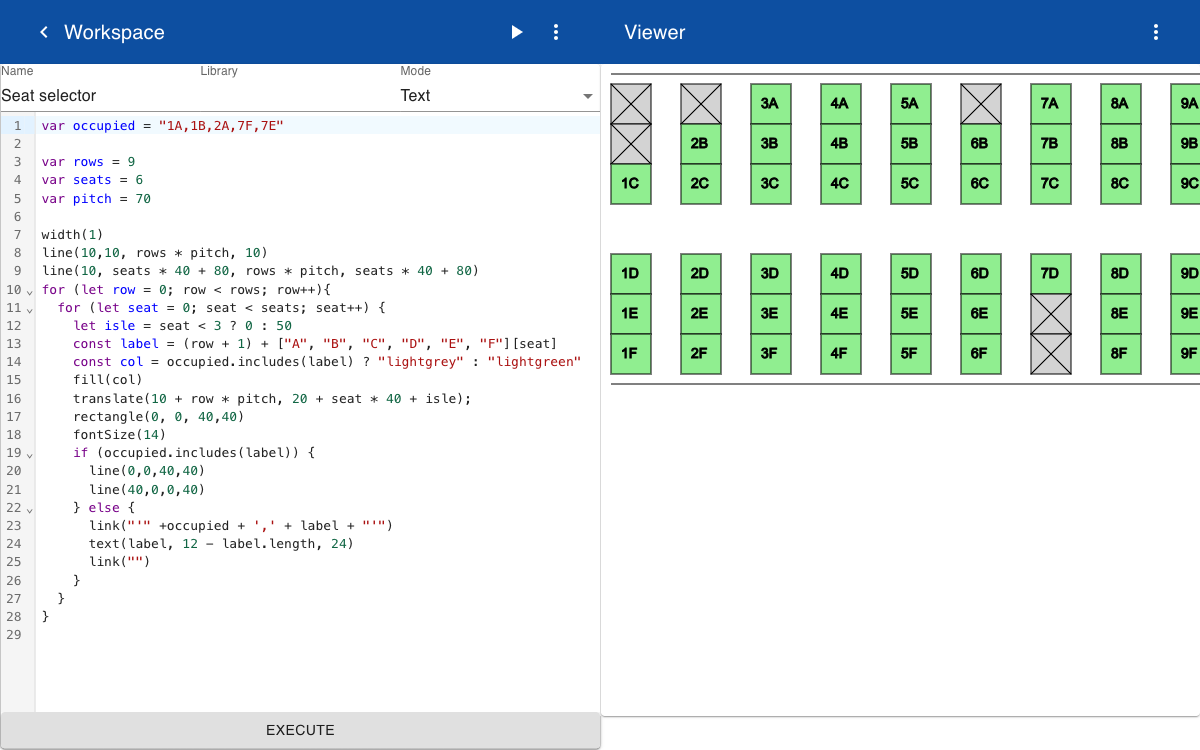 Workspace
Viewer
Name Library Mode
Seat selector Text
1 var occupied = "1A,1B,2A,7F,7E"
2
3 var rows = 9
4 var seats = 6
5 var pitch = 70
6
7 width(1)
8 line(10,10, rows * pitch, 10)
9 line(10, seats * 40 + 80, rows * pitch, seats * 40 + 80)
10 for (let row = 0; row < rows; row++){
11 for (let seat = 0; seat < seats; seat++) {
12 let isle = seat < 3 ? 0 : 50
13 const label = (row + 1) + ["A", "B", "C", "D", "E", "F"][seat]
14 const col = occupied.includes(label) ? "lightgrey" : "lightgreen"
15 fill(col)
16 translate(10 + row * pitch, 20 + seat * 40 + isle);
17 rectangle(0, 0, 40,40)
18 fontSize(14)
19 if (occupied.includes(label)) {
20 line(0,0,40,40)
21 line(40,0,0,40)
22 } else {
23 link("'" +occupied + ',' + label + "'")
24 text(label, 12 - label.length, 24)
25 link("")
26 }
27 }
28 }
29
EXECUTE
3A 4A 5A 7A 8A 9A
2B 3B 4B 5B 6B 7B 8B 9B
1C 2C 3C 4C 5C 6C 7C 8C 9C
1D 2D 3D 4D 5D 6D 7D 8D 9D
1E 2E 3E 4E 5E 6E 8E 9E
1F 2F 3F 4F 5F 6F 8F 9F